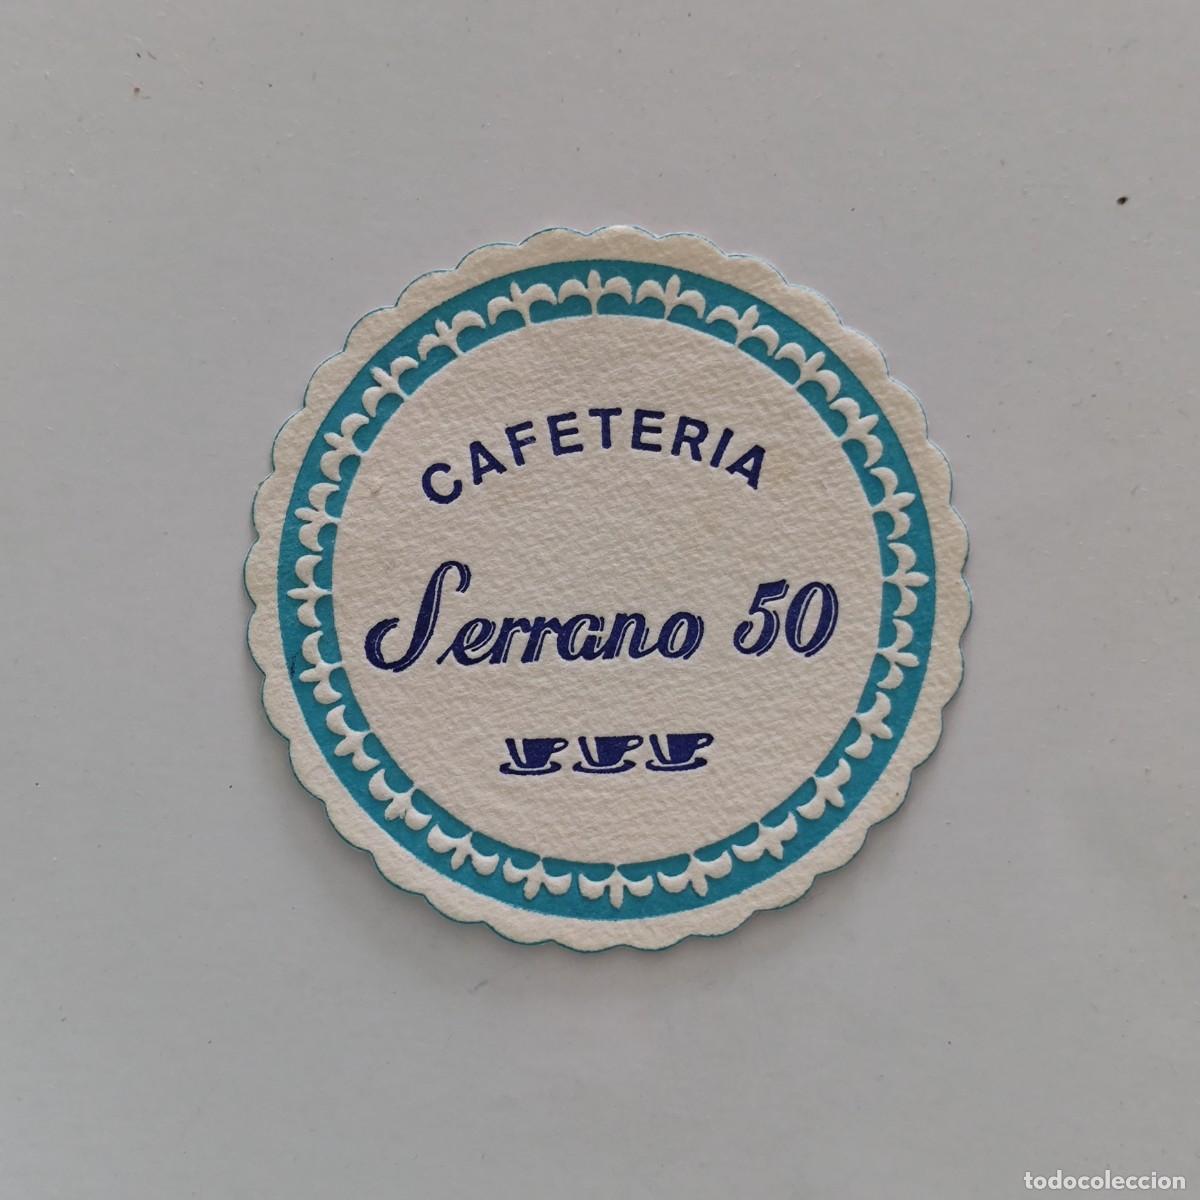 CAFETERIA
Serrano 50
todocoleccion